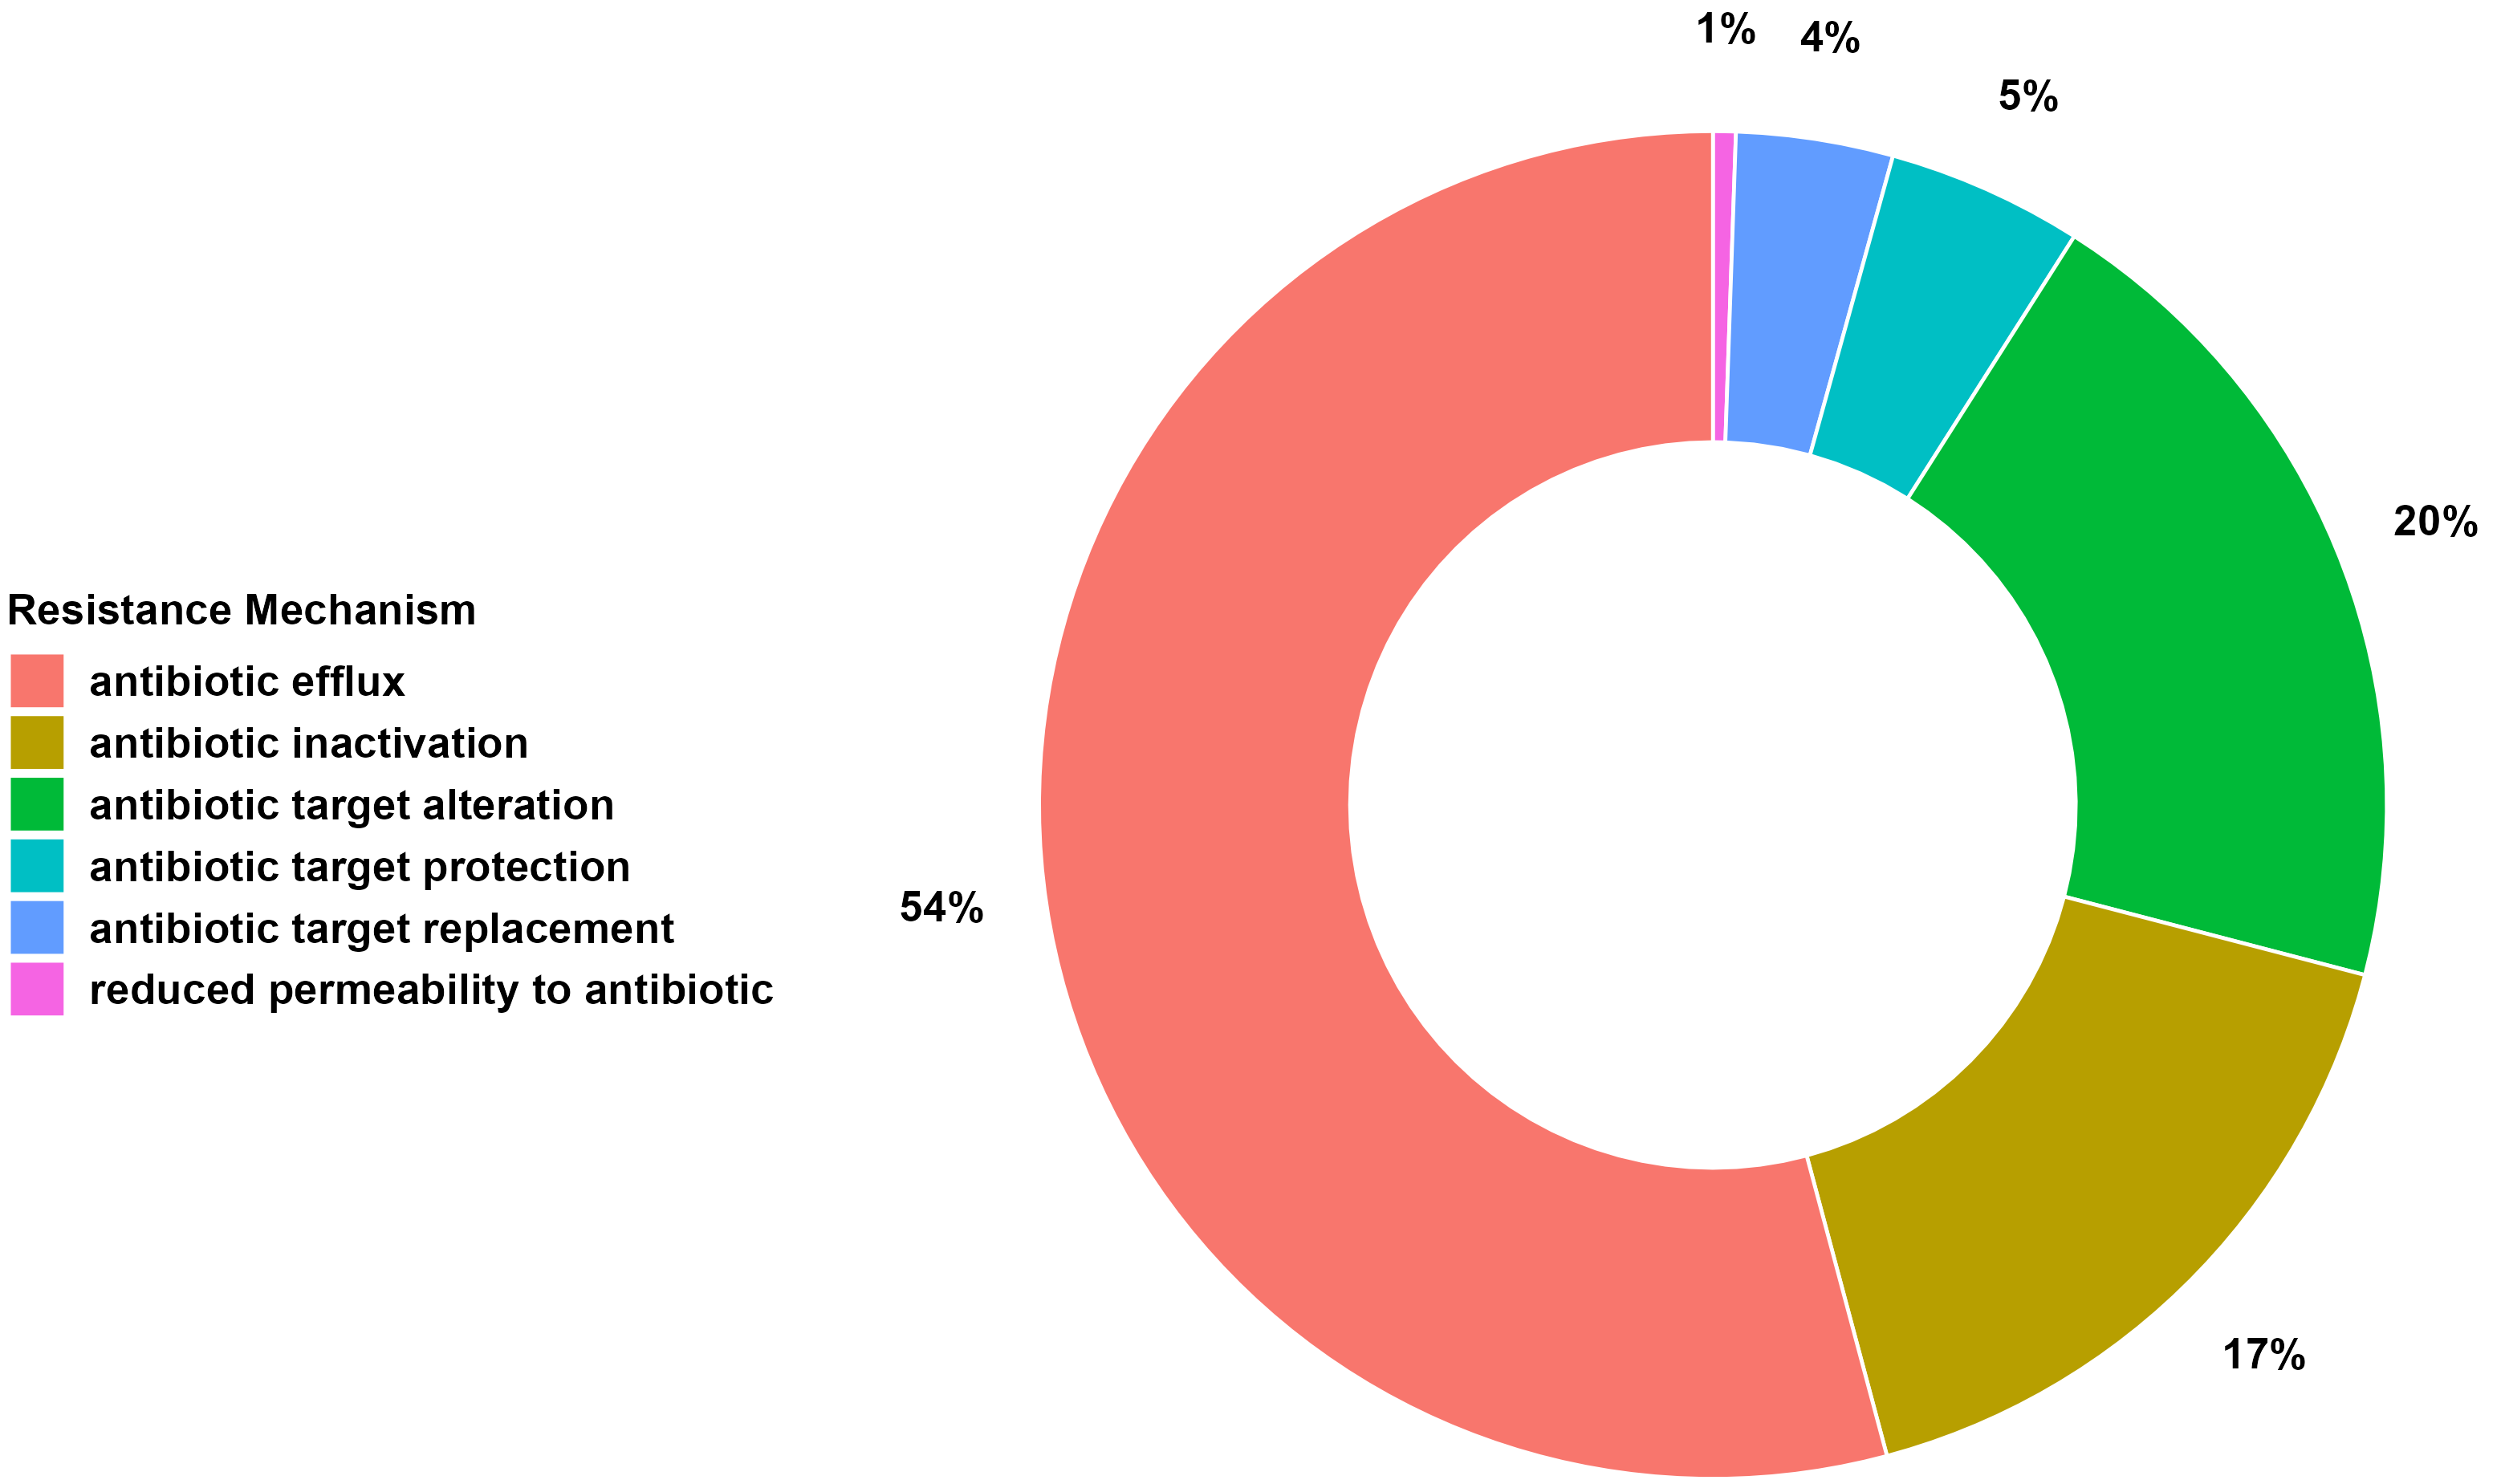 1%
4%
5%
20%
Resistance Mechanism
antibiotic efflux
antibiotic inactivation
antibiotic target alteration
antibiotic target protection
antibiotic target replacement
reduced permeability to antibiotic
54%
17%